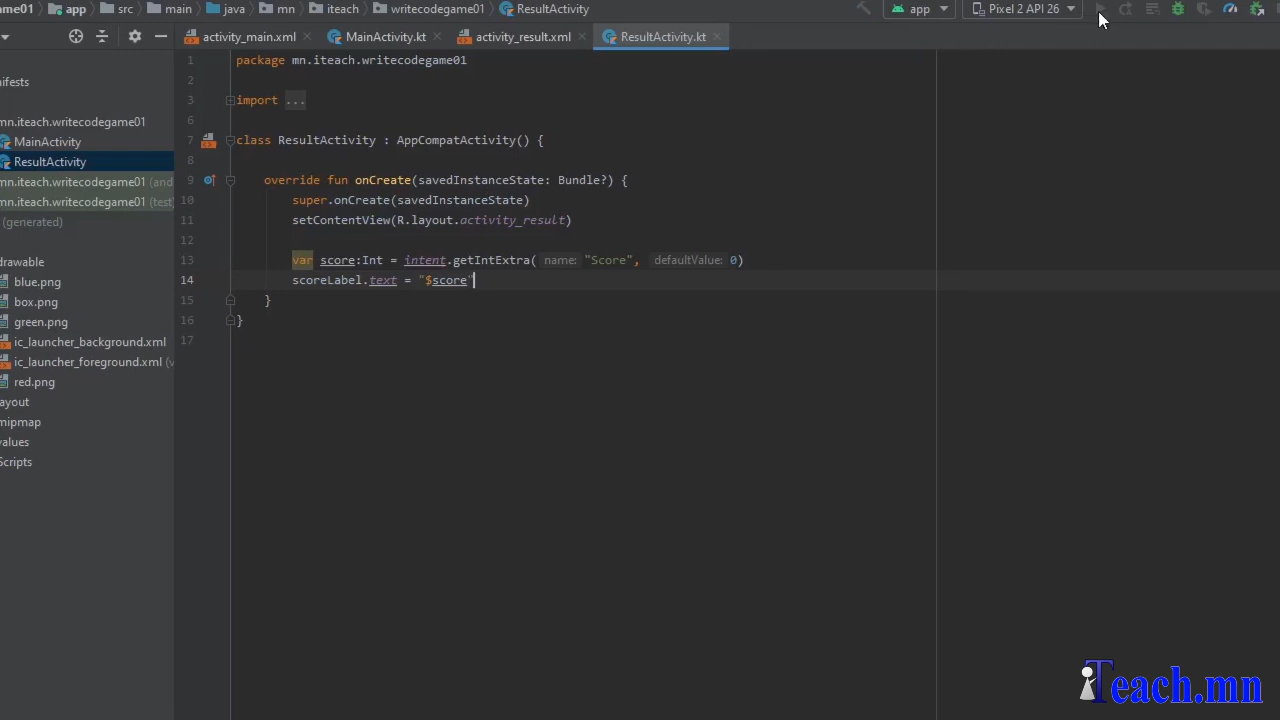 ame01 app src main java mn iteach writecodegame01 ResultActivity app Pixel 2 API 26
activity_main.xml MainActivity.kt activity_result.xml ResultActivity.kt
nifests
mn.iteach.writecodegame01
MainActivity
ResultActivity
mn.iteach.writecodegame01 (and
mn.iteach.writecodegame01 (test)
(generated)
drawable
blue.png
box.png
green.png
ic_launcher_background.xml
ic_launcher_foreground.xml (v
red.png
ayout
mipmap
values
Scripts
1 package mn.iteach.writecodegame01
2
3 import ...
6
7 class ResultActivity : AppCompatActivity() {
8
9 override fun onCreate(savedInstanceState: Bundle?) {
10 super.onCreate(savedInstanceState)
11 setContentView(R.layout.activity_result)
12
13 var score:Int = intent.getIntExtra( name: "Score", defaultValue: 0)
14 scoreLabel.text = "$score"
15 }
16 }
17
iTeach.mn